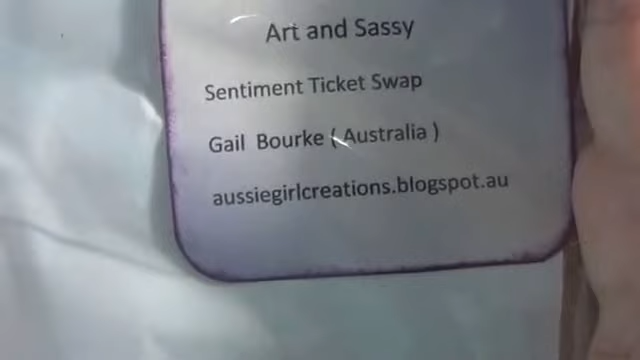 Art and Sassy
Sentiment Ticket Swap
Gail Bourke ( Australia )
aussiegirlcreations.blogspot.au